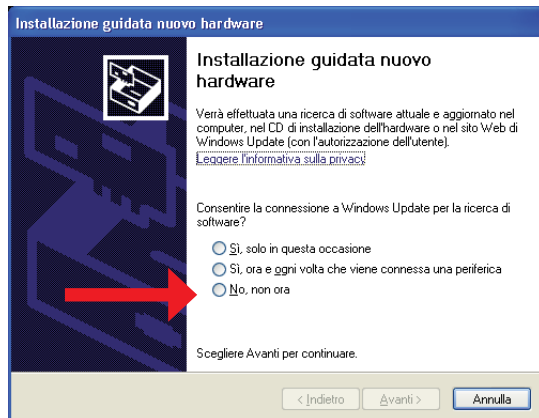 Installazione guidata nuovo hardware
Installazione guidata nuovo
hardware
Verrà effettuata una ricerca di software attuale e aggiornato nel
computer, nel CD di installazione dell'hardware o nel sito Web di
Windows Update (con l'autorizzazione dell'utente).
Leggere l'informativa sulla privacy
Consentire la connessione a Windows Update per la ricerca di
software?
Sì, solo in questa occasione
Sì, ora e ogni volta che viene connessa una periferica
No, non ora
Scegliere Avanti per continuare.
< Indietro Avanti > Annulla